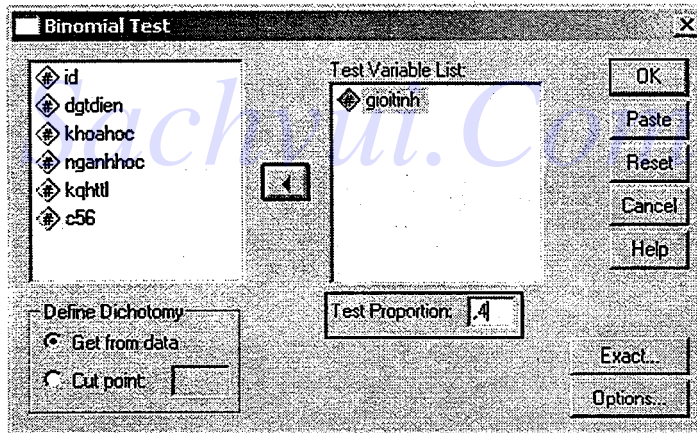 Binomial Test
id
dgtdien
khoahoc
nganhhoc
kqhttl
c56
Test Variable List:
gioitinh
OK
Paste
Reset
Cancel
Help
Define Dichotomy
Get from data
Cut point:
Test Proportion: .4
Exact...
Options...
Sachvui.Com